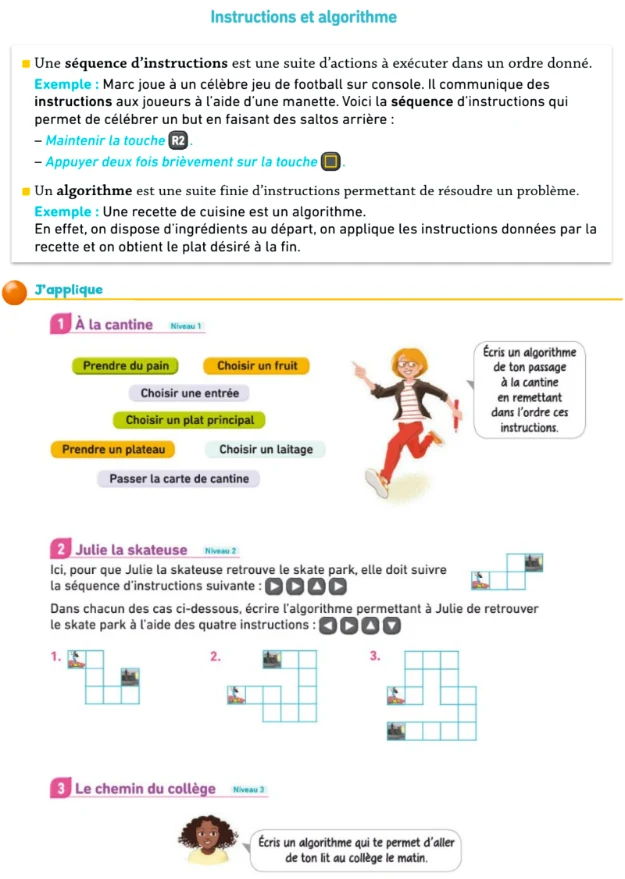 Instructions et algorithme
Une séquence d'instructions est une suite d'actions à exécuter dans un ordre donné.
Exemple : Marc joue à un célèbre jeu de football sur console. Il communique des
instructions aux joueurs à l'aide d'une manette. Voici la séquence d'instructions qui
permet de célébrer un but en faisant des saltos arrière :
– Maintenir la touche R2.
– Appuyer deux fois brièvement sur la touche .
Un algorithme est une suite finie d'instructions permettant de résoudre un problème.
Exemple : Une recette de cuisine est un algorithme.
En effet, on dispose d'ingrédients au départ, on applique les instructions données par la
recette et on obtient le plat désiré à la fin.
J'applique
1 À la cantine Niveau 1
Prendre du pain
Choisir un fruit
Choisir une entrée
Choisir un plat principal
Prendre un plateau
Choisir un laitage
Passer la carte de cantine
Écris un algorithme
de ton passage
à la cantine
en remettant
dans l'ordre ces
instructions.
2 Julie la skateuse Niveau 2
Ici, pour que Julie la skateuse retrouve le skate park, elle doit suivre
la séquence d'instructions suivante : ▶ ▶ ▲ ▶
Dans chacun des cas ci-dessous, écrire l'algorithme permettant à Julie de retrouver
le skate park à l'aide des quatre instructions : ◀ ▶ ▲ ▼
1.
2.
3.
3 Le chemin du collège Niveau 3
Écris un algorithme qui te permet d'aller
de ton lit au collège le matin.